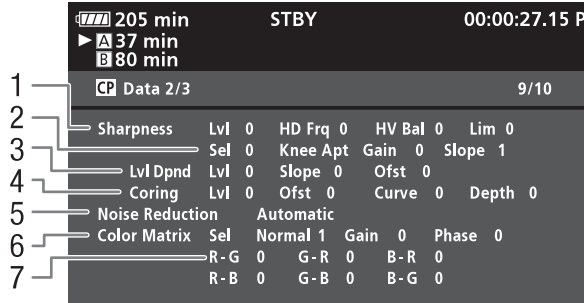 205 min STBY 00:00:27.15 P
A 37 min
B 80 min
CP Data 2/3 9/10
1 Sharpness Lvl 0 HD Frq 0 HV Bal 0 Lim 0
2 Sel 0 Knee Apt Gain 0 Slope 1
3 Lvl Dpnd Lvl 0 Slope 0 Ofst 0
4 Coring Lvl 0 Ofst 0 Curve 0 Depth 0
5 Noise Reduction Automatic
6 Color Matrix Sel Normal 1 Gain 0 Phase 0
7 R-G 0 G-R 0 B-R 0
R-B 0 G-B 0 B-G 0